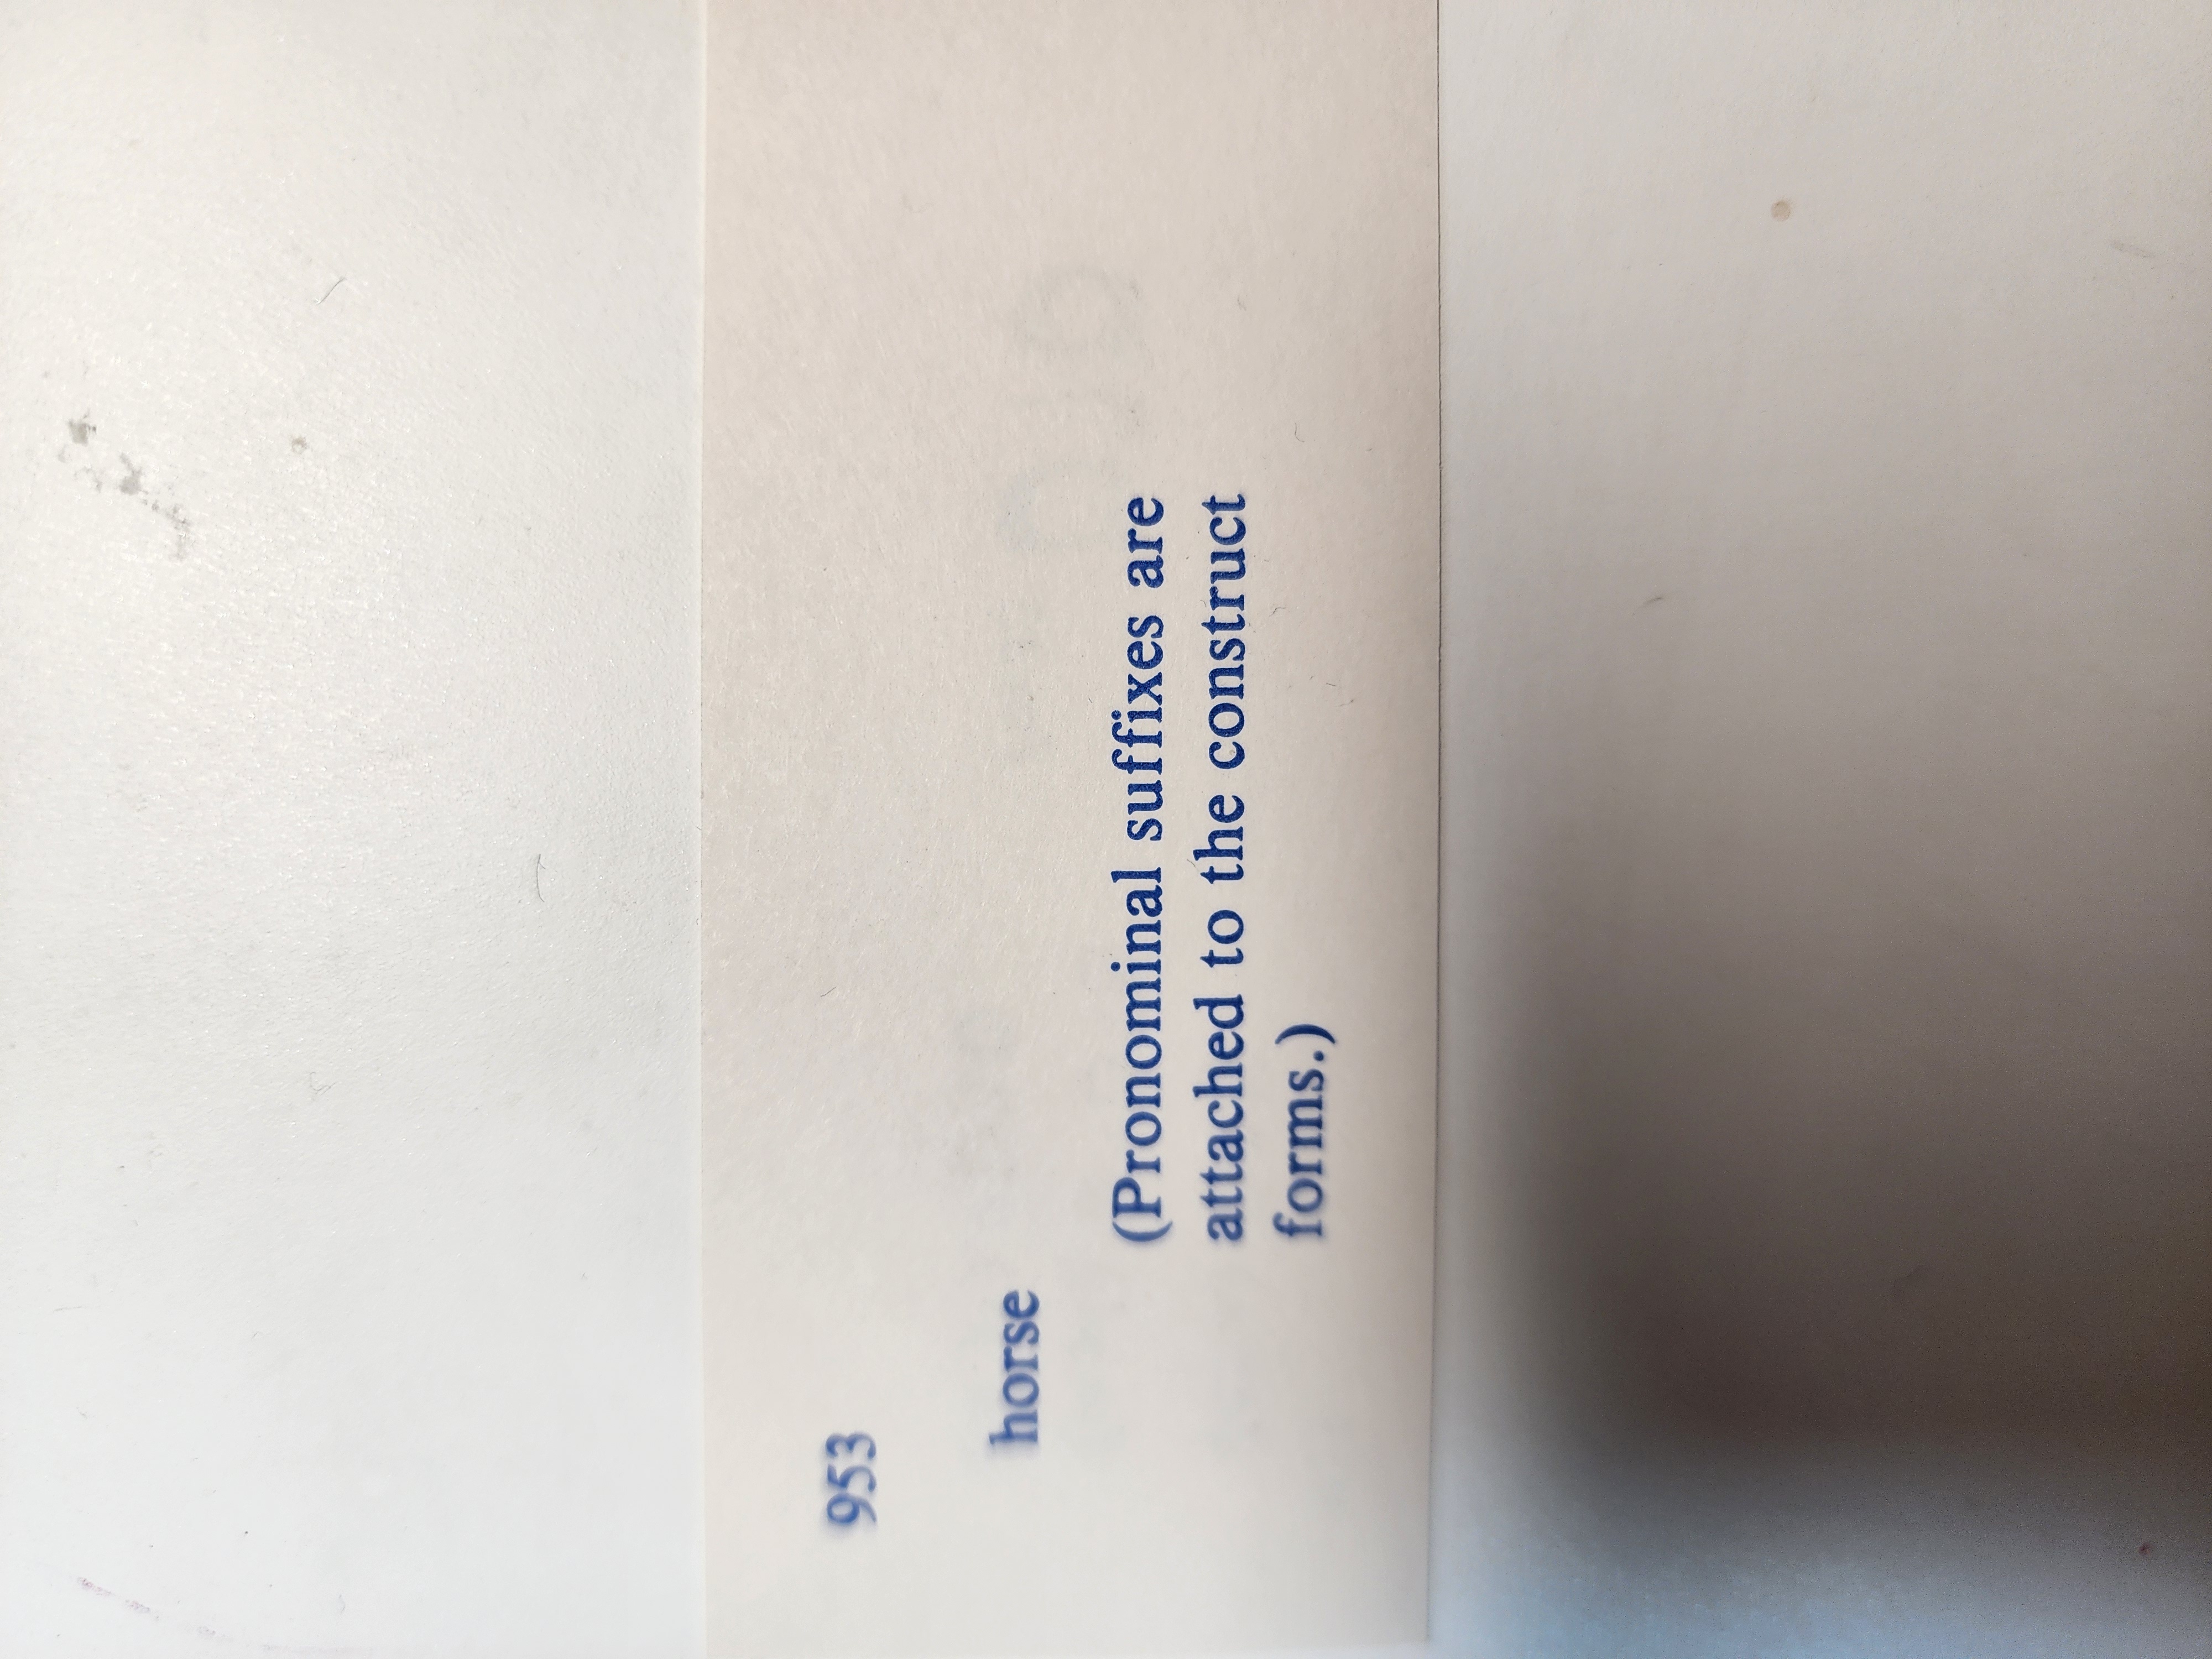 953
horse
(Pronominal suffixes are
attached to the construct
forms.)